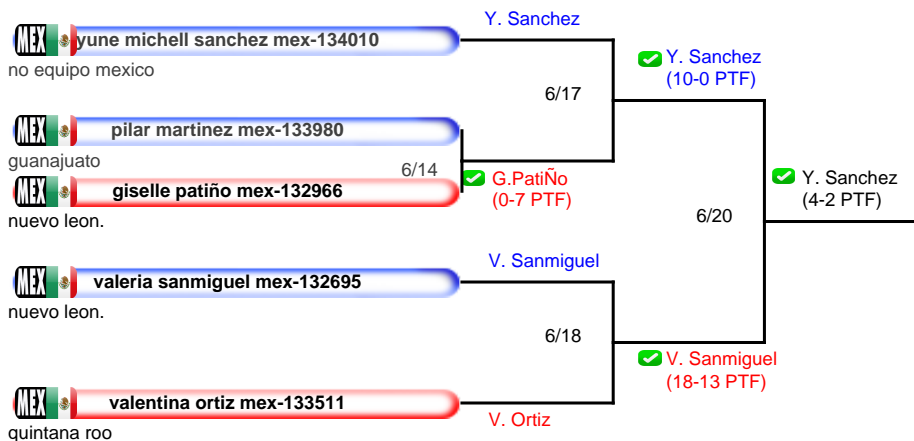 Y. Sanchez
MEX yune michell sanchez mex-134010
no equipo mexico
Y. Sanchez
(10-0 PTF)
6/17
MEX pilar martinez mex-133980
guanajuato
6/14
G.PatiÑo
(0-7 PTF)
MEX giselle patiño mex-132966
nuevo leon.
Y. Sanchez
(4-2 PTF)
6/20
V. Sanmiguel
MEX valeria sanmiguel mex-132695
nuevo leon.
6/18
V. Sanmiguel
(18-13 PTF)
MEX valentina ortiz mex-133511
V. Ortiz
quintana roo